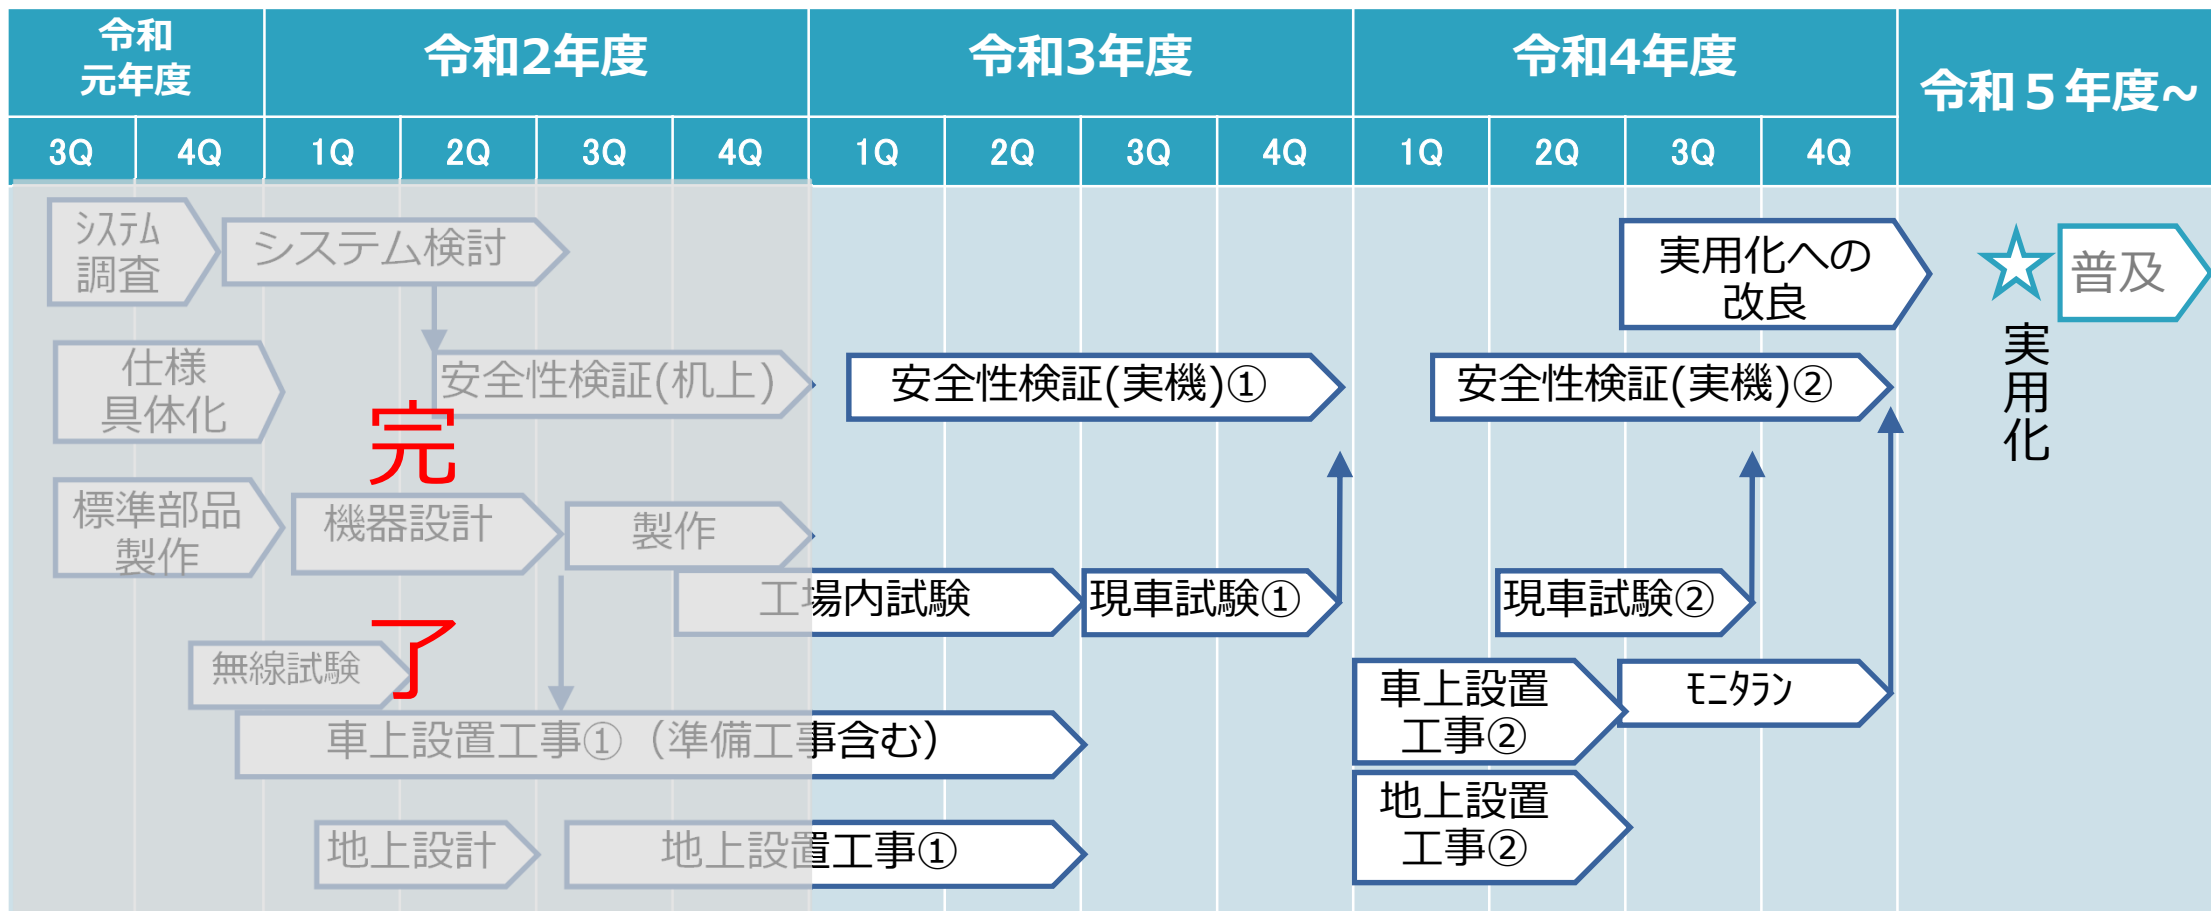 令和
元年度
令和2年度
令和3年度
令和4年度
令和５年度~
3Q
4Q
1Q
2Q
3Q
4Q
1Q
2Q
3Q
4Q
1Q
2Q
3Q
4Q
ｼｽﾃﾑ
調査
システム検討
実用化への
改良
☆
普及
実用化
仕様
具体化
安全性検証(机上)
安全性検証(実機)①
安全性検証(実機)②
完了
標準部品
製作
機器設計
製作
工場内試験
現車試験①
現車試験②
無線試験
車上設置
工事②
ﾓﾆﾀﾗﾝ
車上設置工事①（準備工事含む）
地上設計
地上設置工事①
地上設置
工事②